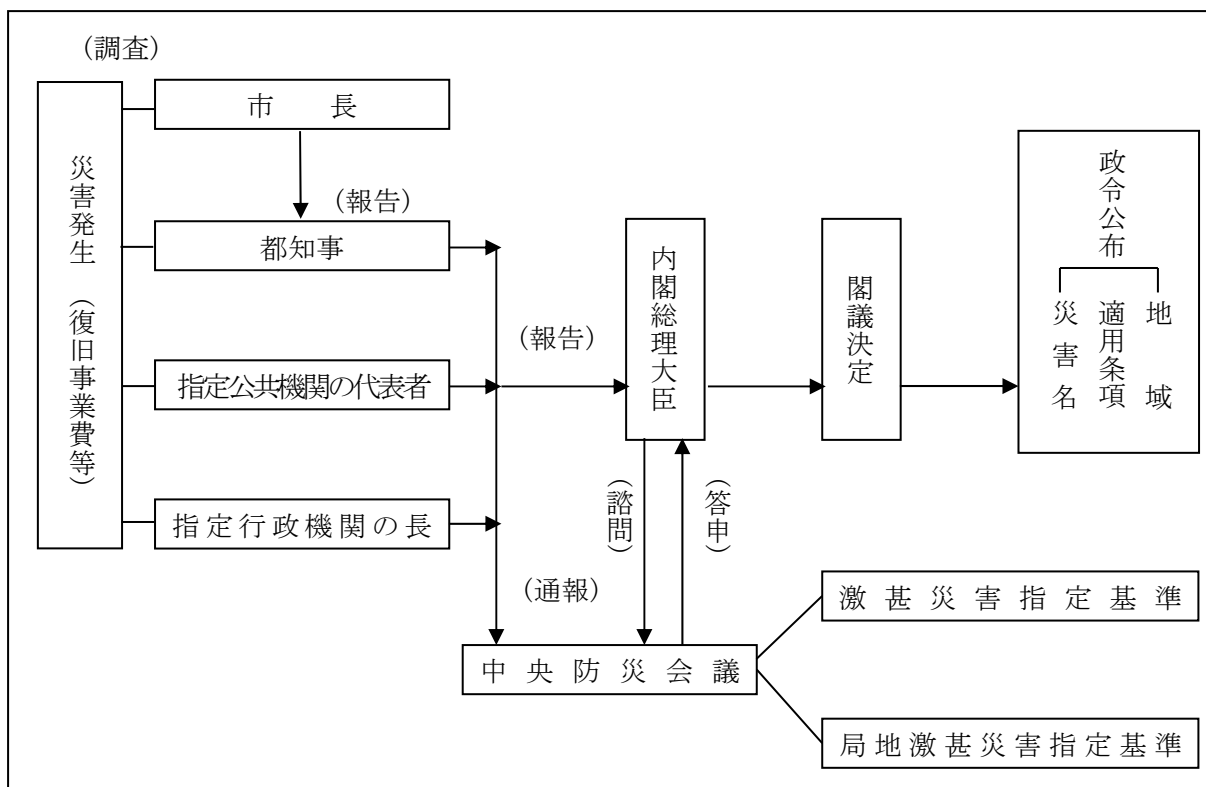 （調査）
市長
災害発生（復旧事業費等）
（報告）
都知事
指定公共機関の代表者
指定行政機関の長
（報告）
（通報）
内閣総理大臣
（諮問）
（答申）
閣議決定
政令公布
災害名
適用条項
地域
中央防災会議
激甚災害指定基準
局地激甚災害指定基準